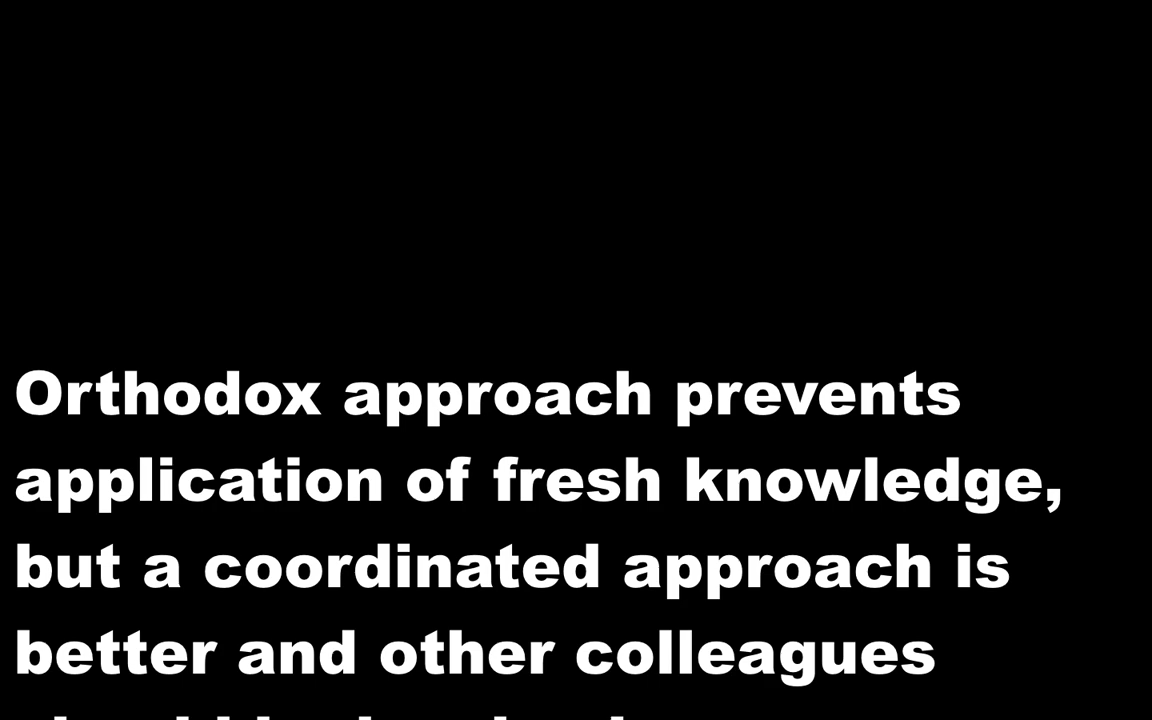 Orthodox approach prevents
application of fresh knowledge,
but a coordinated approach is
better and other colleagues